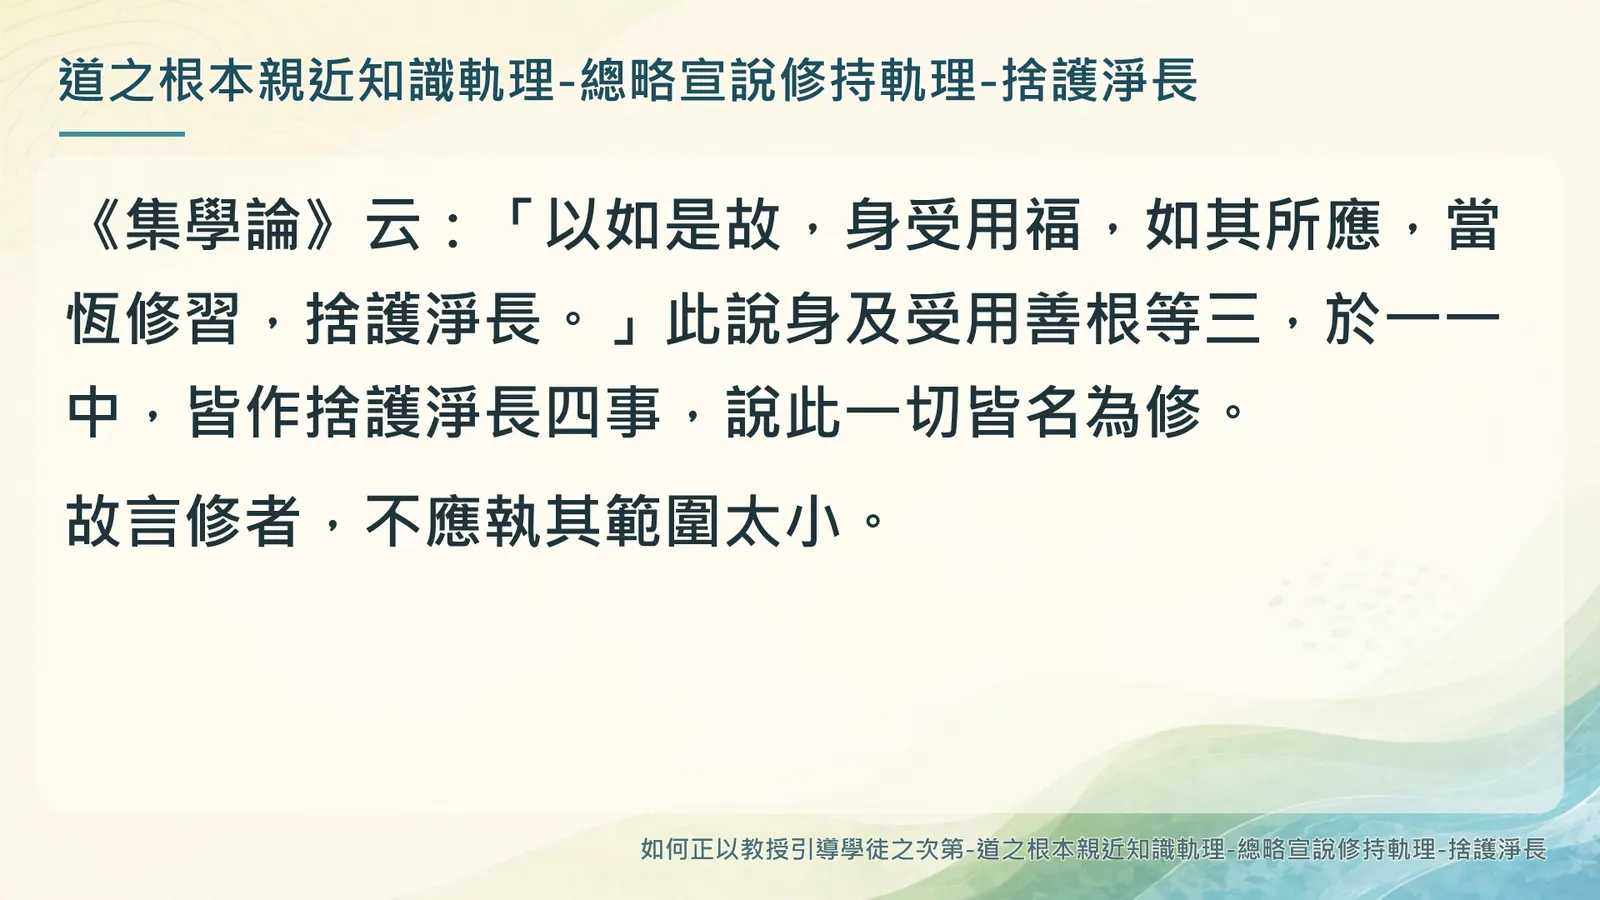 道之根本親近知識軌理-總略宣說修持軌理-捨護淨長
《集學論》云：「以如是故，身受用福，如其所應，當
恆修習，捨護淨長。」此說身及受用善根等三，於一一
中，皆作捨護淨長四事，說此一切皆名為修。
故言修者，不應執其範圍太小。
如何正以教授引導學徒之次第-道之根本親近知識軌理-總略宣說修持軌理-捨護淨長